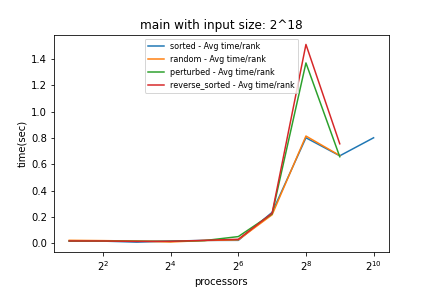 main with input size: 2^18
sorted - Avg time/rank
random - Avg time/rank
perturbed - Avg time/rank
reverse_sorted - Avg time/rank
time(sec)
1.4
1.2
1.0
0.8
0.6
0.4
0.2
0.0
2^2 2^4 2^6 2^8 2^10
processors